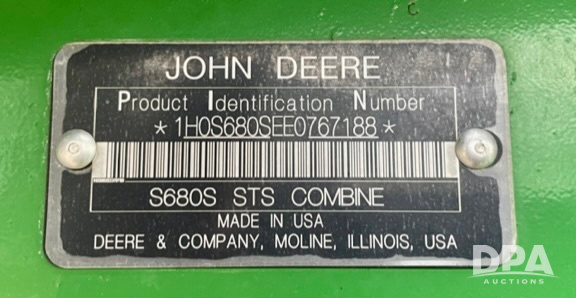 JOHN DEERE
Product Identification Number
*1H0S680SEE0767188*
S680S STS COMBINE
MADE IN USA
DEERE & COMPANY, MOLINE, ILLINOIS, USA
DPA
AUCTIONS